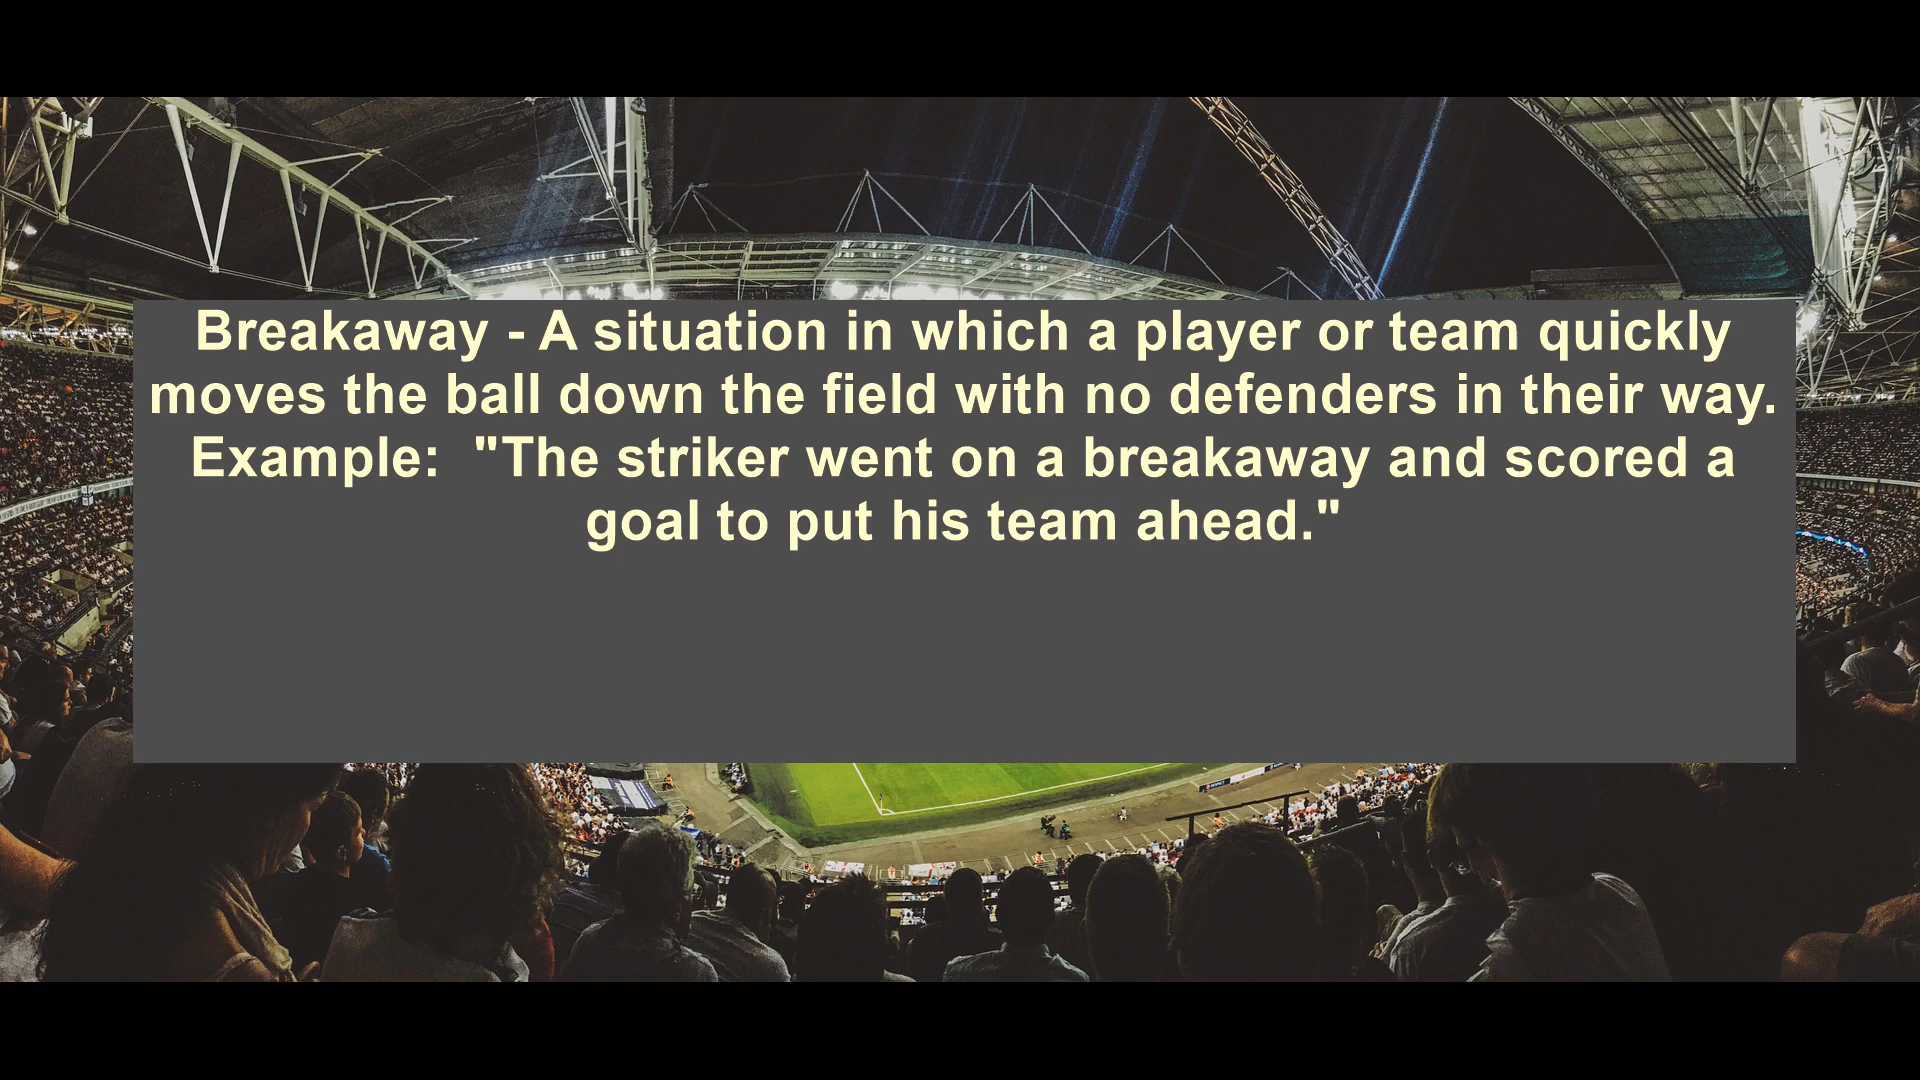 Breakaway - A situation in which a player or team quickly
moves the ball down the field with no defenders in their way.
Example:  "The striker went on a breakaway and scored a
goal to put his team ahead."